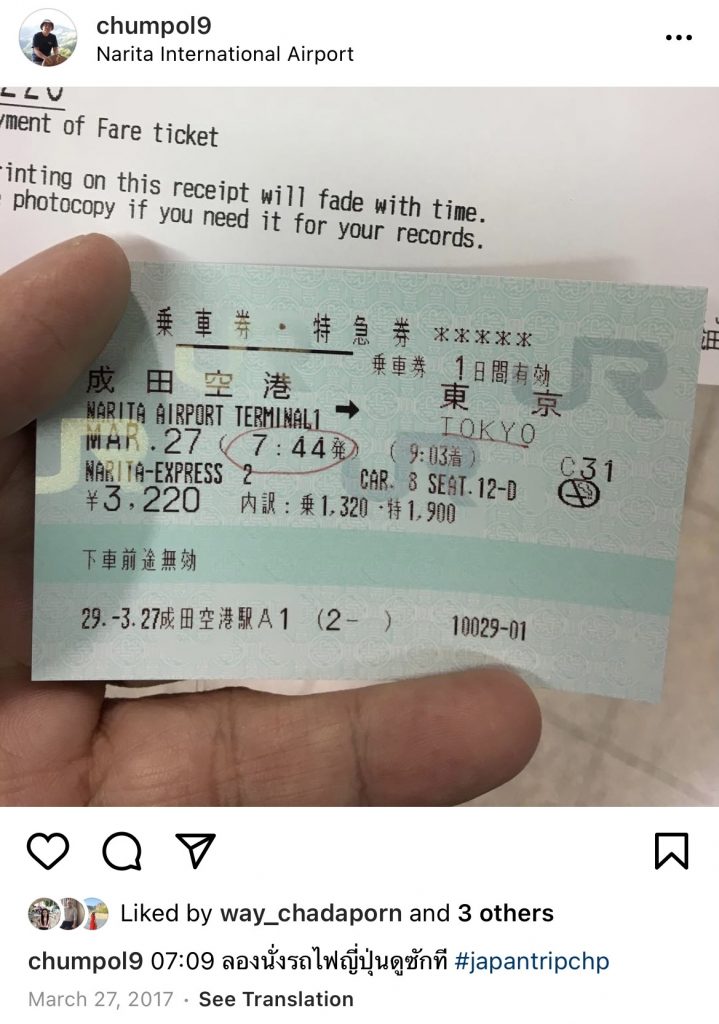 chumpol9
Narita International Airport
yment of Fare ticket
inting on this receipt will fade with time.
photocopy if you need it for your records.
乗車券・特急券 *****
乗車券 1日間有効
成田空港 → 東京
NARITA AIRPORT TERMINAL1 TOKYO
MAR.27 ( 7:44発) ( 9:03着) C31
NARITA-EXPRESS 2 CAR. 8 SEAT.12-D
¥3,220 内訳:乗1,320・特1,900
下車前途無効
29.-3.27成田空港駅A1 (2- ) 10029-01
JR
Liked by way_chadaporn and 3 others
chumpol9 07:09 ลองนั่งรถไฟญี่ปุ่นดูซักที #japantripchp
March 27, 2017 · See Translation